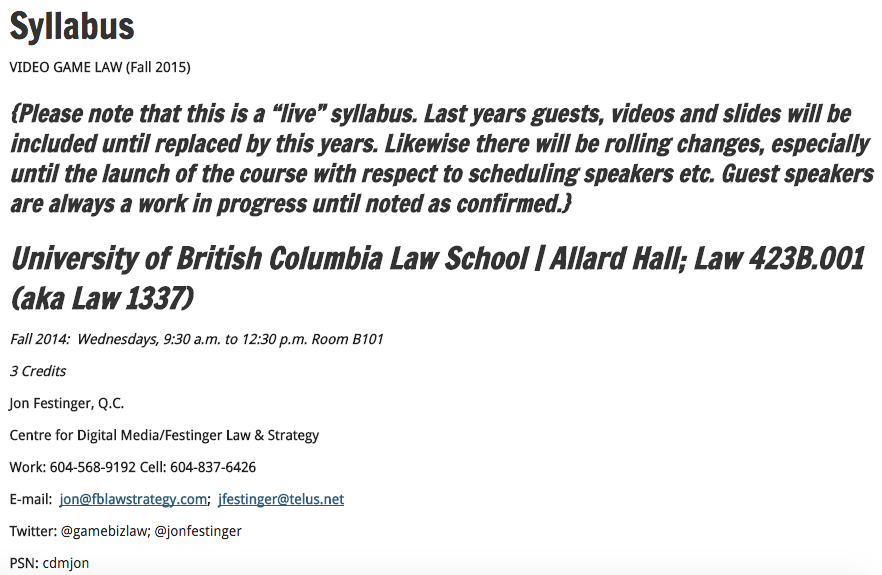 Syllabus
VIDEO GAME LAW (Fall 2015)
{Please note that this is a “live” syllabus. Last years guests, videos and slides will be
included until replaced by this years. Likewise there will be rolling changes, especially
until the launch of the course with respect to scheduling speakers etc. Guest speakers
are always a work in progress until noted as confirmed.}
University of British Columbia Law School | Allard Hall; Law 423B.001
(aka Law 1337)
Fall 2014:  Wednesdays, 9:30 a.m. to 12:30 p.m. Room B101
3 Credits
Jon Festinger, Q.C.
Centre for Digital Media/Festinger Law & Strategy
Work: 604-568-9192 Cell: 604-837-6426
E-mail:  jon@fblawstrategy.com;  jfestinger@telus.net
Twitter: @gamebizlaw; @jonfestinger
PSN: cdmjon